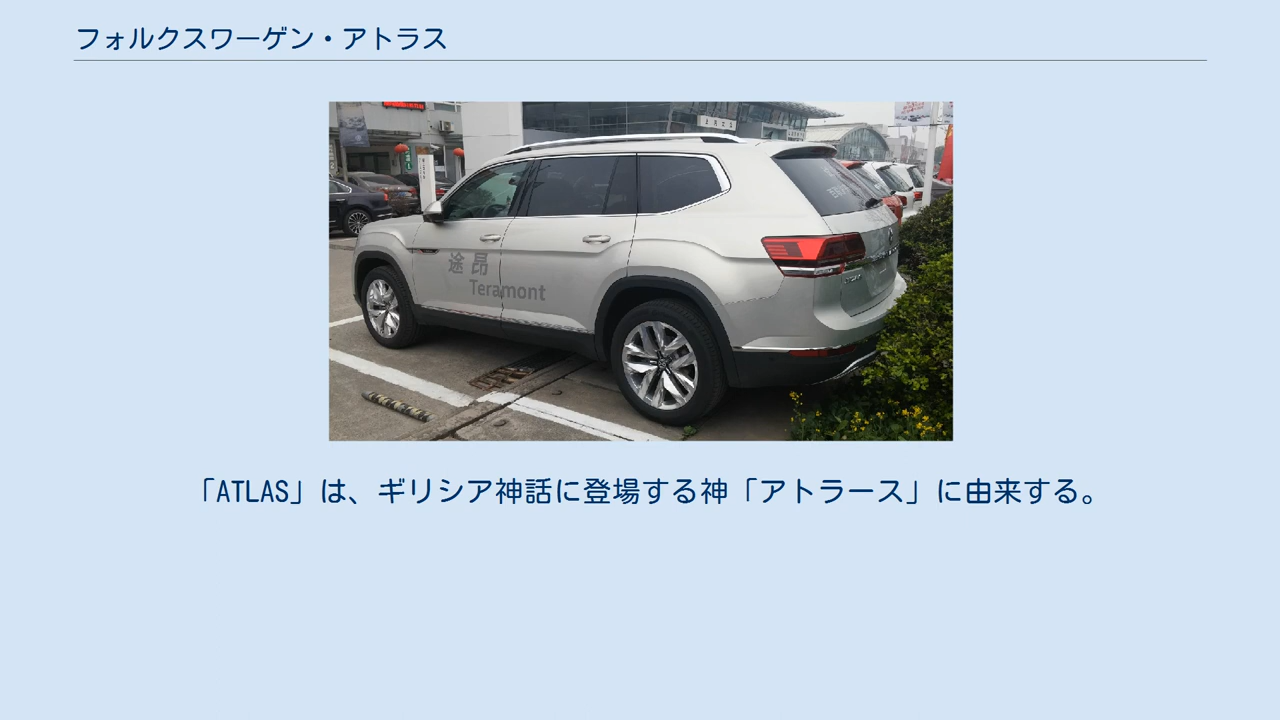 フォルクスワーゲン・アトラス
途昂
Teramont
「ATLAS」は、ギリシア神話に登場する神「アトラース」に由来する。